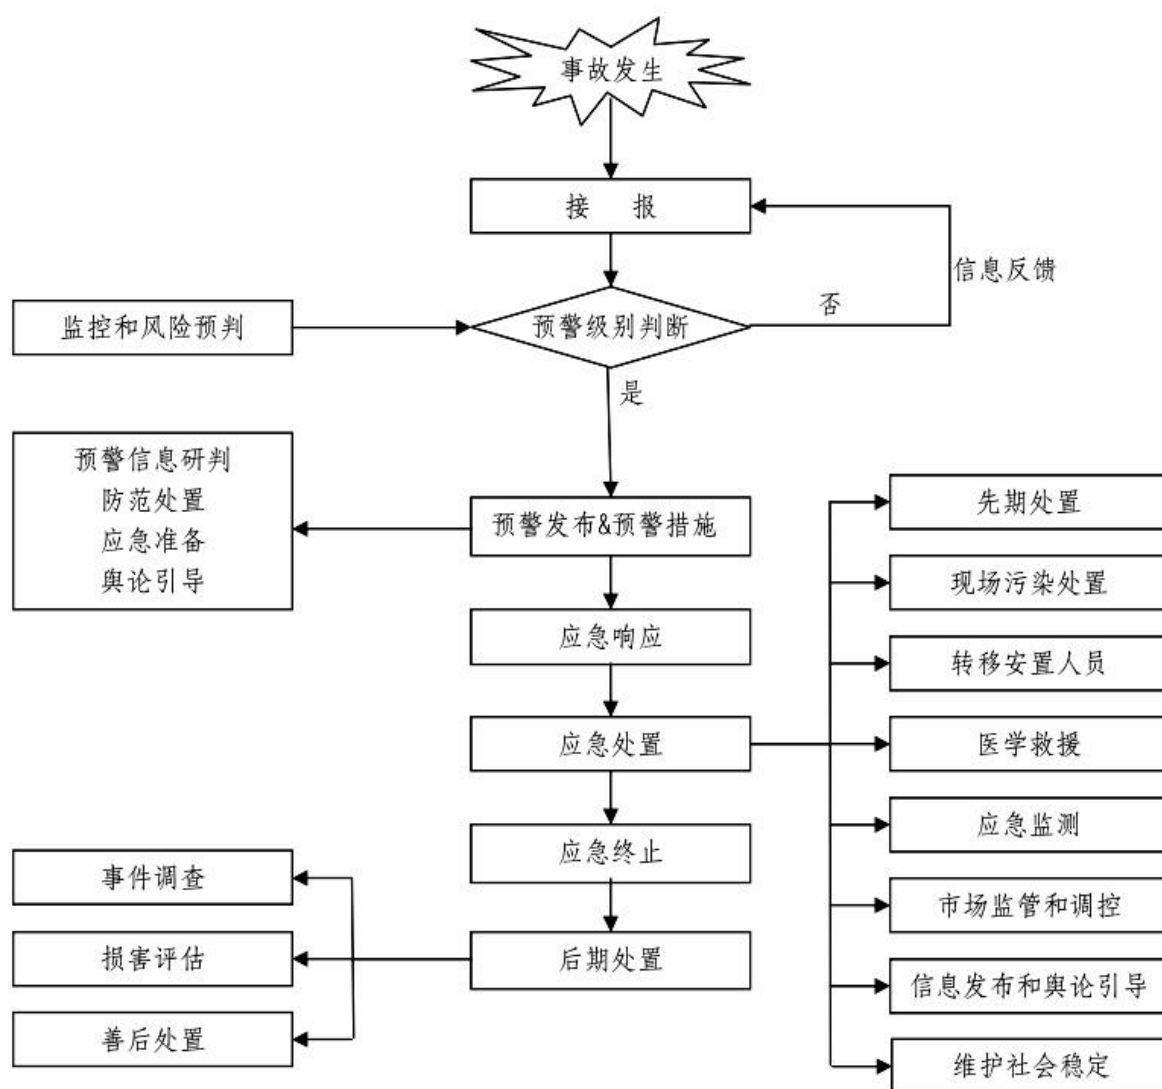 事故发生
接 报
信息反馈
监控和风险预判
预警级别判断
否
是
预警信息研判
防范处置
应急准备
舆论引导
预警发布&预警措施
应急响应
应急处置
应急终止
后期处置
先期处置
现场污染处置
转移安置人员
医学救援
应急监测
市场监管和调控
信息发布和舆论引导
维护社会稳定
事件调查
损害评估
善后处置